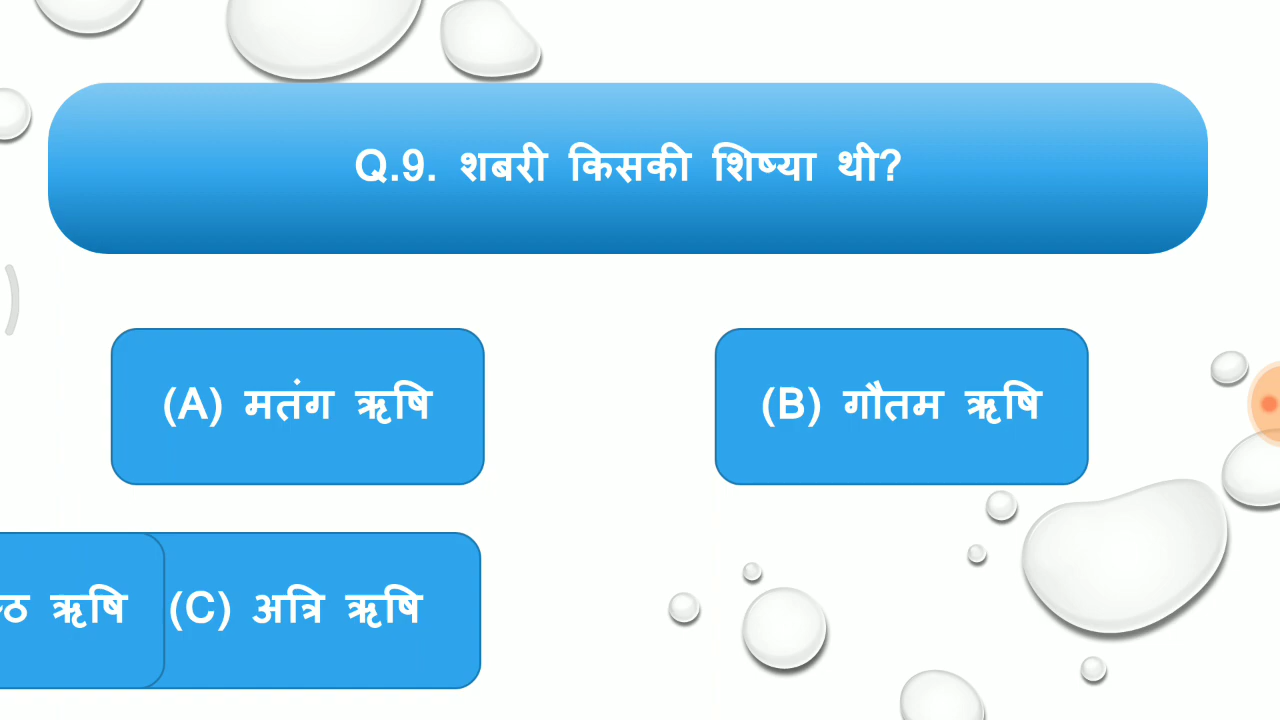 Q.9. शबरी किसकी शिष्या थी?
(A) मतंग ऋषि
(B) गौतम ऋषि
ऋषि
(C) अत्रि ऋषि